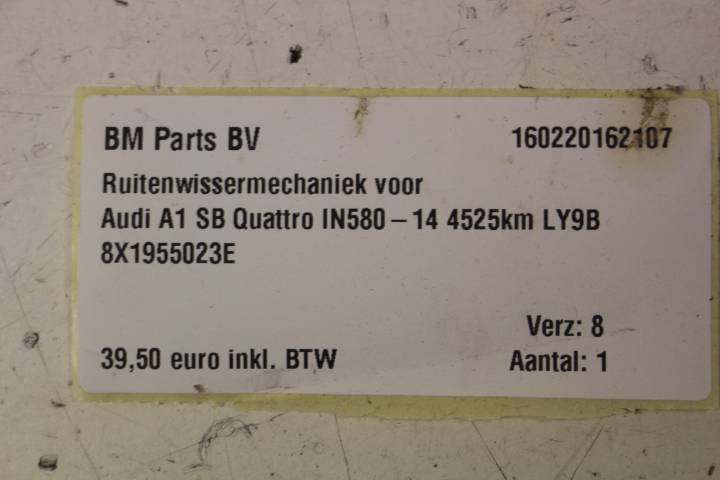 BM Parts BV 160220162107
Ruitenwissermechaniek voor
Audi A1 SB Quattro IN580 – 14 4525km LY9B
8X1955023E
Verz: 8
39,50 euro inkl. BTW Aantal: 1